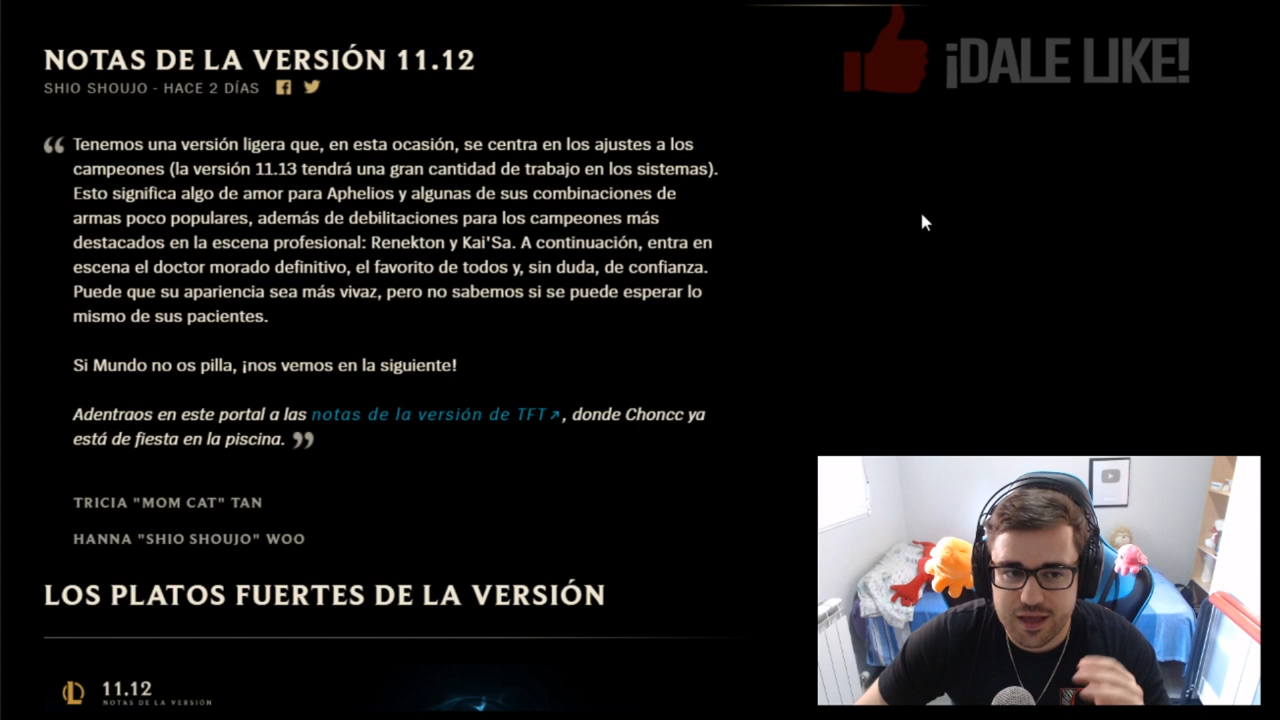 NOTAS DE LA VERSIÓN 11.12
SHIO SHOUJO - HACE 2 DÍAS
¡DALE LIKE!
“ Tenemos una versión ligera que, en esta ocasión, se centra en los ajustes a los
campeones (la versión 11.13 tendrá una gran cantidad de trabajo en los sistemas).
Esto significa algo de amor para Aphelios y algunas de sus combinaciones de
armas poco populares, además de debilitaciones para los campeones más
destacados en la escena profesional: Renekton y Kai'Sa. A continuación, entra en
escena el doctor morado definitivo, el favorito de todos y, sin duda, de confianza.
Puede que su apariencia sea más vivaz, pero no sabemos si se puede esperar lo
mismo de sus pacientes.
Si Mundo no os pilla, ¡nos vemos en la siguiente!
Adentraos en este portal a las notas de la versión de TFT↗, donde Choncc ya
está de fiesta en la piscina. ”
TRICIA "MOM CAT" TAN
HANNA "SHIO SHOUJO" WOO
LOS PLATOS FUERTES DE LA VERSIÓN
11.12
NOTAS DE LA VERSIÓN